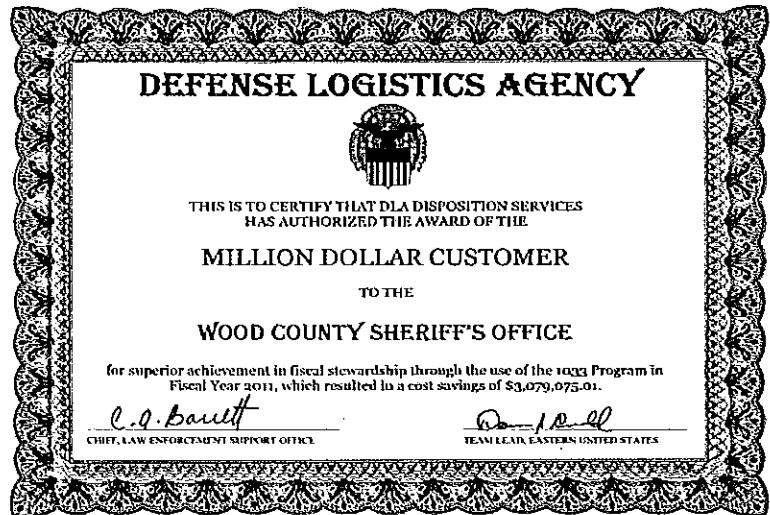 DEFENSE LOGISTICS AGENCY
THIS IS TO CERTIFY THAT DLA DISPOSITION SERVICES
HAS AUTHORIZED THE AWARD OF THE
MILLION DOLLAR CUSTOMER
TO THE
WOOD COUNTY SHERIFF'S OFFICE
for superior achievement in fiscal stewardship through the use of the 1033 Program in
Fiscal Year 2011, which resulted in a cost savings of $3,079,075.01.
C.A. Barrett
CHIEF, LAW ENFORCEMENT SUPPORT OFFICE
TEAM LEAD, EASTERN UNITED STATES